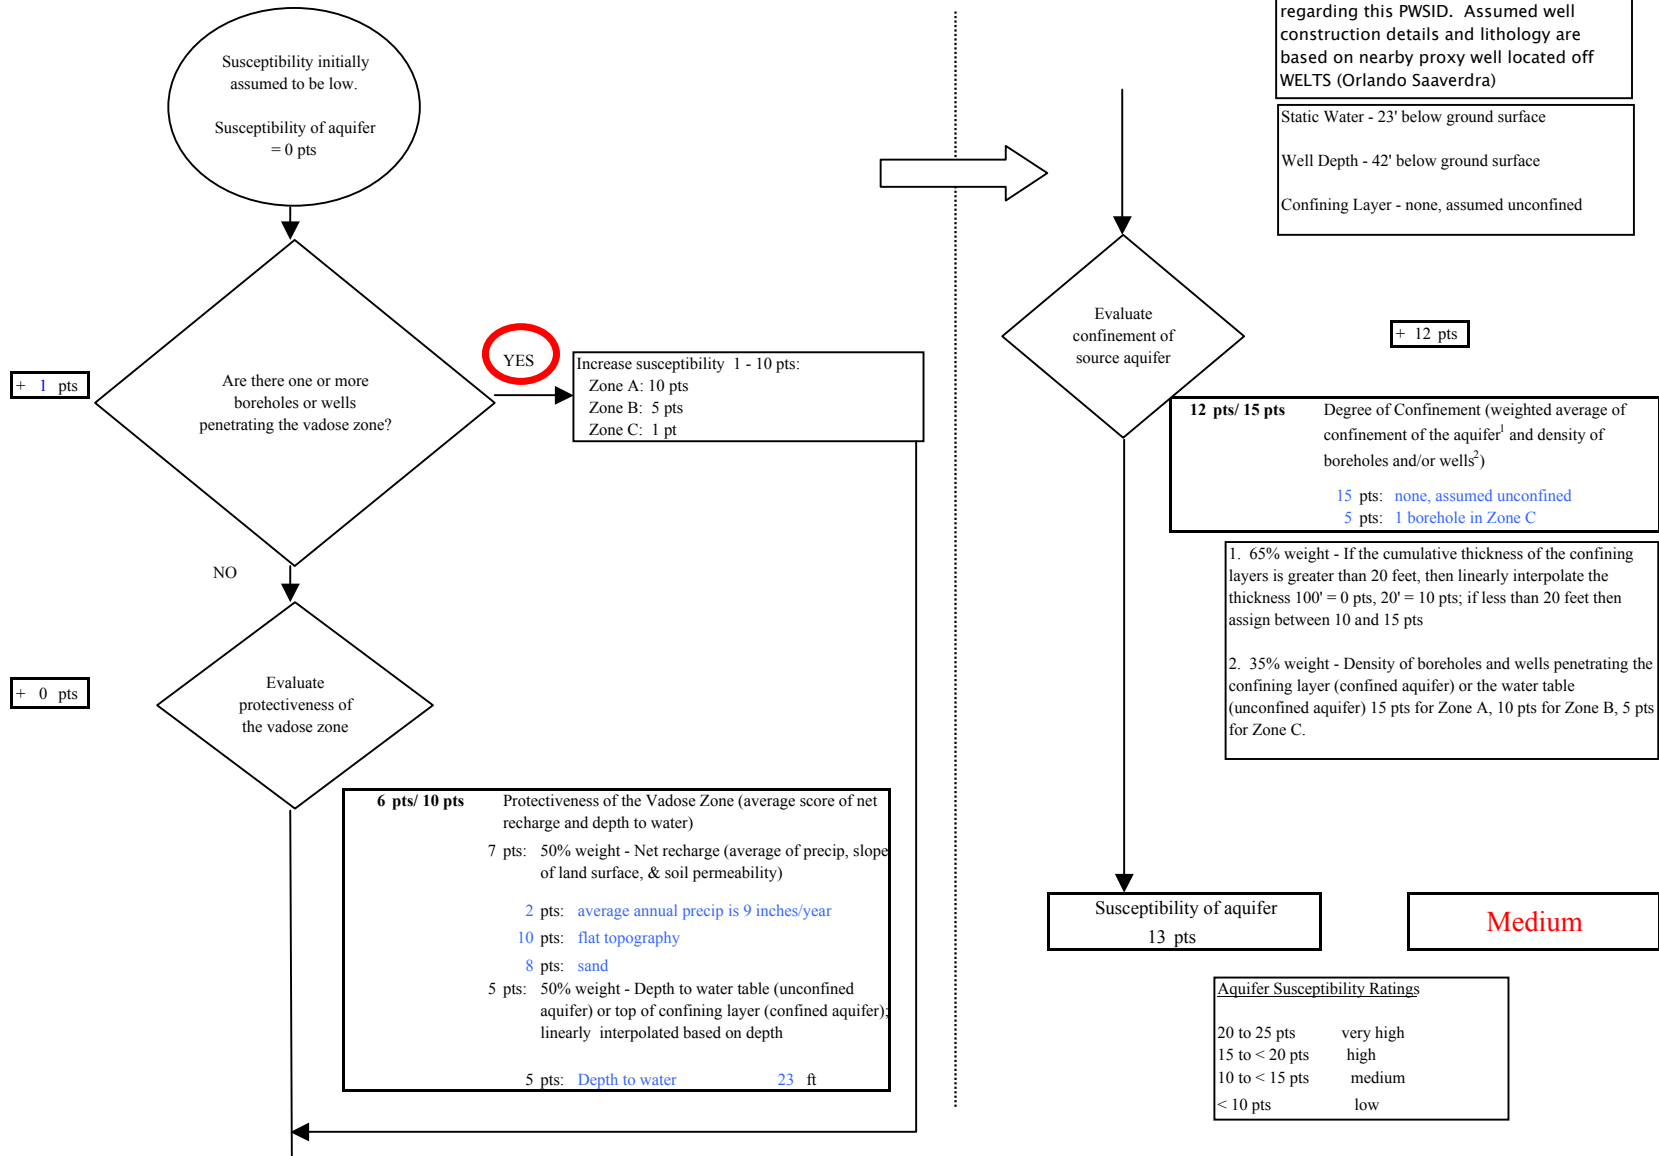 Susceptibility initially
assumed to be low.
Susceptibility of aquifer
= 0 pts
+ 1 pts
Are there one or more
boreholes or wells
penetrating the vadose zone?
YES
Increase susceptibility 1 - 10 pts:
Zone A: 10 pts
Zone B: 5 pts
Zone C: 1 pt
NO
+ 0 pts
Evaluate
protectiveness of
the vadose zone
6 pts/ 10 pts Protectiveness of the Vadose Zone (average score of net
recharge and depth to water)
7 pts: 50% weight - Net recharge (average of precip, slope
of land surface, & soil permeability)
2 pts: average annual precip is 9 inches/year
10 pts: flat topography
8 pts: sand
5 pts: 50% weight - Depth to water table (unconfined
aquifer) or top of confining layer (confined aquifer);
linearly interpolated based on depth
5 pts: Depth to water 23 ft
regarding this PWSID. Assumed well
construction details and lithology are
based on nearby proxy well located off
WELTS (Orlando Saaverdra)
Static Water - 23' below ground surface
Well Depth - 42' below ground surface
Confining Layer - none, assumed unconfined
Evaluate
confinement of
source aquifer
+ 12 pts
12 pts/ 15 pts Degree of Confinement (weighted average of
confinement of the aquifer1 and density of
boreholes and/or wells2)
15 pts: none, assumed unconfined
5 pts: 1 borehole in Zone C
1. 65% weight - If the cumulative thickness of the confining
layers is greater than 20 feet, then linearly interpolate the
thickness 100' = 0 pts, 20' = 10 pts; if less than 20 feet then
assign between 10 and 15 pts
2. 35% weight - Density of boreholes and wells penetrating the
confining layer (confined aquifer) or the water table
(unconfined aquifer) 15 pts for Zone A, 10 pts for Zone B, 5 pts
for Zone C.
Susceptibility of aquifer
13 pts
Medium
Aquifer Susceptibility Ratings
20 to 25 pts very high
15 to < 20 pts high
10 to < 15 pts medium
< 10 pts low